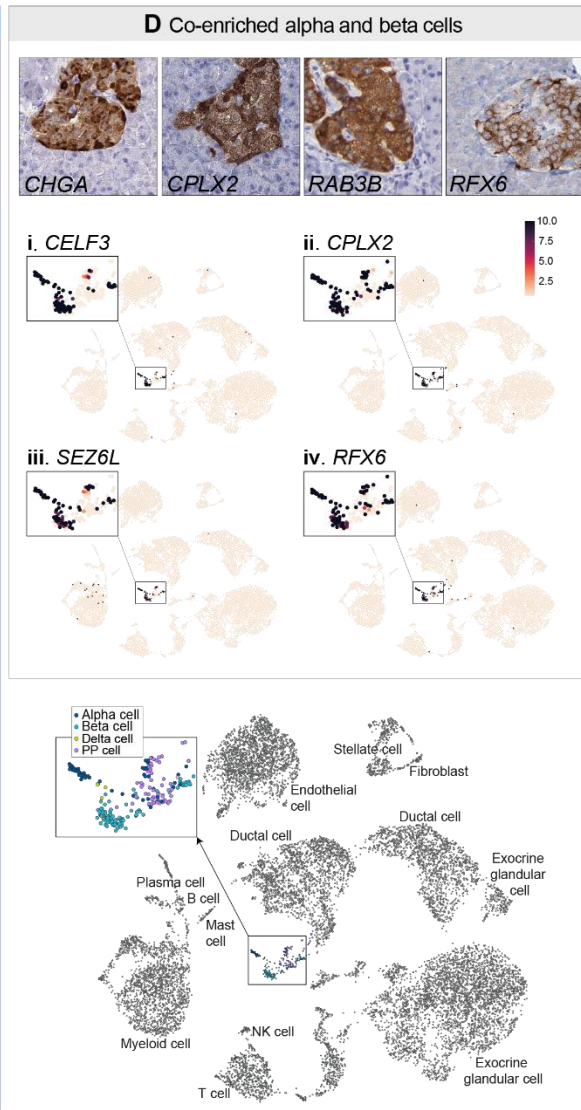 D Co-enriched alpha and beta cells
CHGA
CPLX2
RAB3B
RFX6
i. CELF3
ii. CPLX2
10.0
7.5
5.0
2.5
iii. SEZ6L
iv. RFX6
Alpha cell
Beta cell
Delta cell
PP cell
Stellate cell
Fibroblast
Endothelial
cell
Ductal cell
Ductal cell
Exocrine
glandular
cell
Plasma cell
B cell
Mast
cell
Myeloid cell
NK cell
T cell
Exocrine
glandular cell